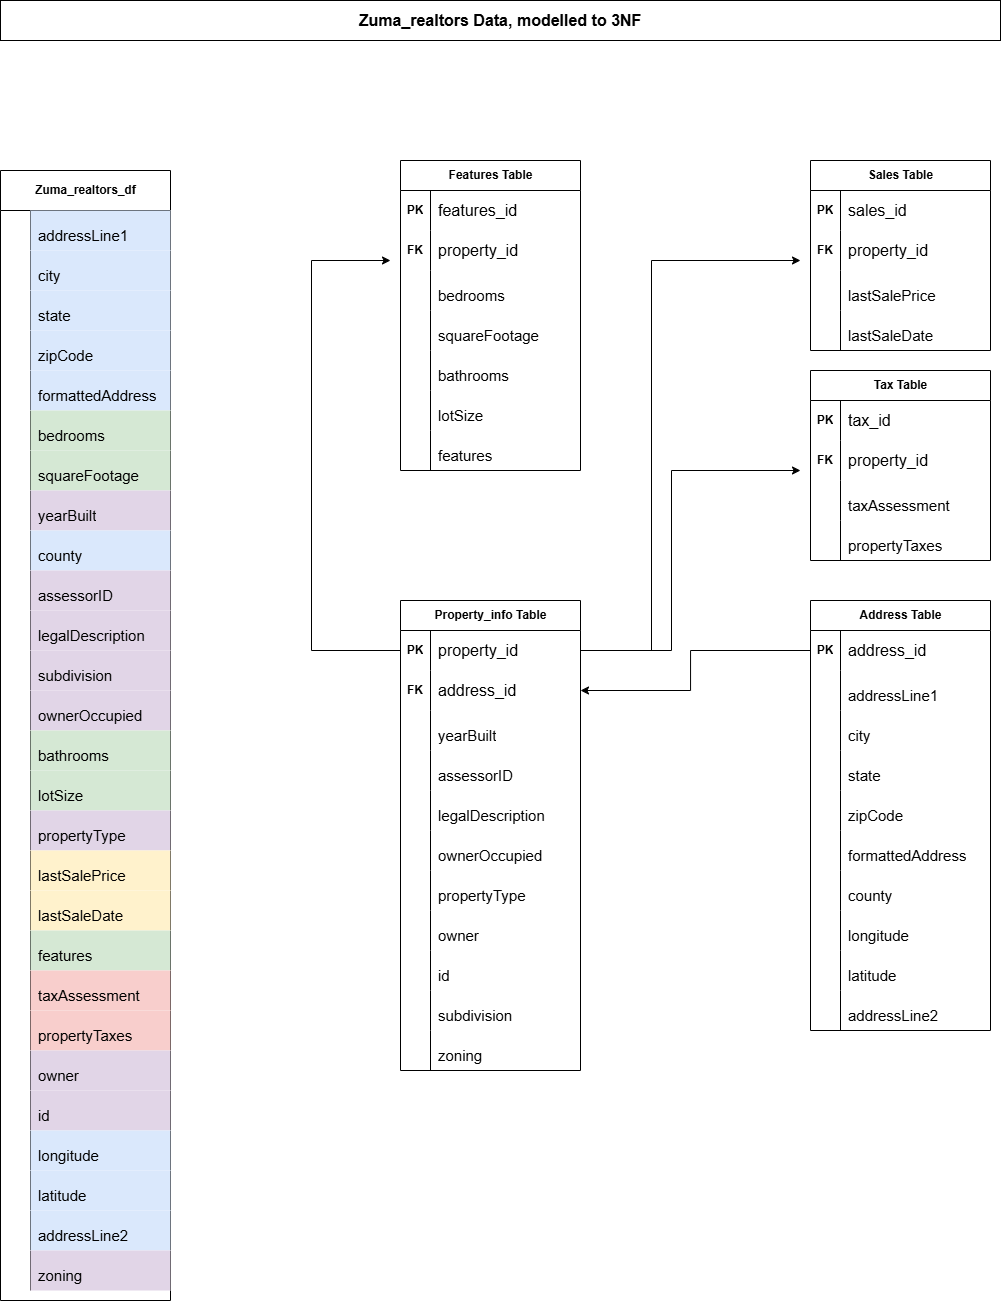 Zuma_realtors Data, modelled to 3NF
Zuma_realtors_df
addressLine1
city
state
zipCode
formattedAddress
bedrooms
squareFootage
yearBuilt
county
assessorID
legalDescription
subdivision
ownerOccupied
bathrooms
lotSize
propertyType
lastSalePrice
lastSaleDate
features
taxAssessment
propertyTaxes
owner
id
longitude
latitude
addressLine2
zoning
Features Table
PK features_id
FK property_id
bedrooms
squareFootage
bathrooms
lotSize
features
Property_info Table
PK property_id
FK address_id
yearBuilt
assessorID
legalDescription
ownerOccupied
propertyType
owner
id
subdivision
zoning
Sales Table
PK sales_id
FK property_id
lastSalePrice
lastSaleDate
Tax Table
PK tax_id
FK property_id
taxAssessment
propertyTaxes
Address Table
PK address_id
addressLine1
city
state
zipCode
formattedAddress
county
longitude
latitude
addressLine2